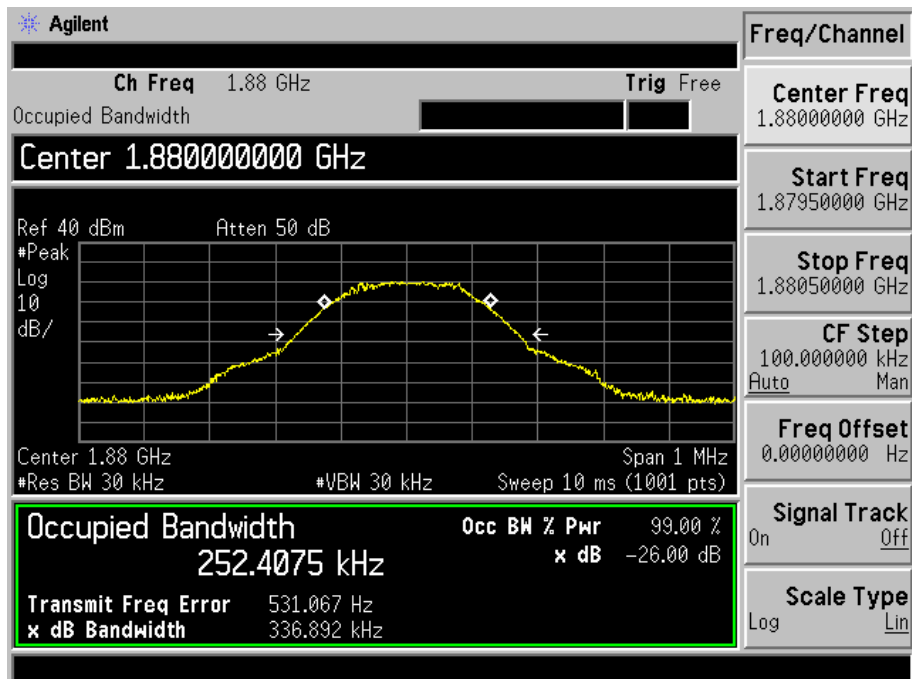 Agilent
Freq/Channel
Ch Freq 1.88 GHz Trig Free
Occupied Bandwidth
Center 1.880000000 GHz
Ref 40 dBm Atten 50 dB
#Peak
Log
10
dB/
Center 1.88 GHz Span 1 MHz
#Res BW 30 kHz #VBW 30 kHz Sweep 10 ms (1001 pts)
Occupied Bandwidth Occ BW % Pwr 99.00 %
252.4075 kHz x dB -26.00 dB
Transmit Freq Error 531.067 Hz
x dB Bandwidth 336.892 kHz
Center Freq
1.88000000 GHz
Start Freq
1.87950000 GHz
Stop Freq
1.88050000 GHz
CF Step
100.000000 kHz
Auto Man
Freq Offset
0.00000000 Hz
Signal Track
On Off
Scale Type
Log Lin